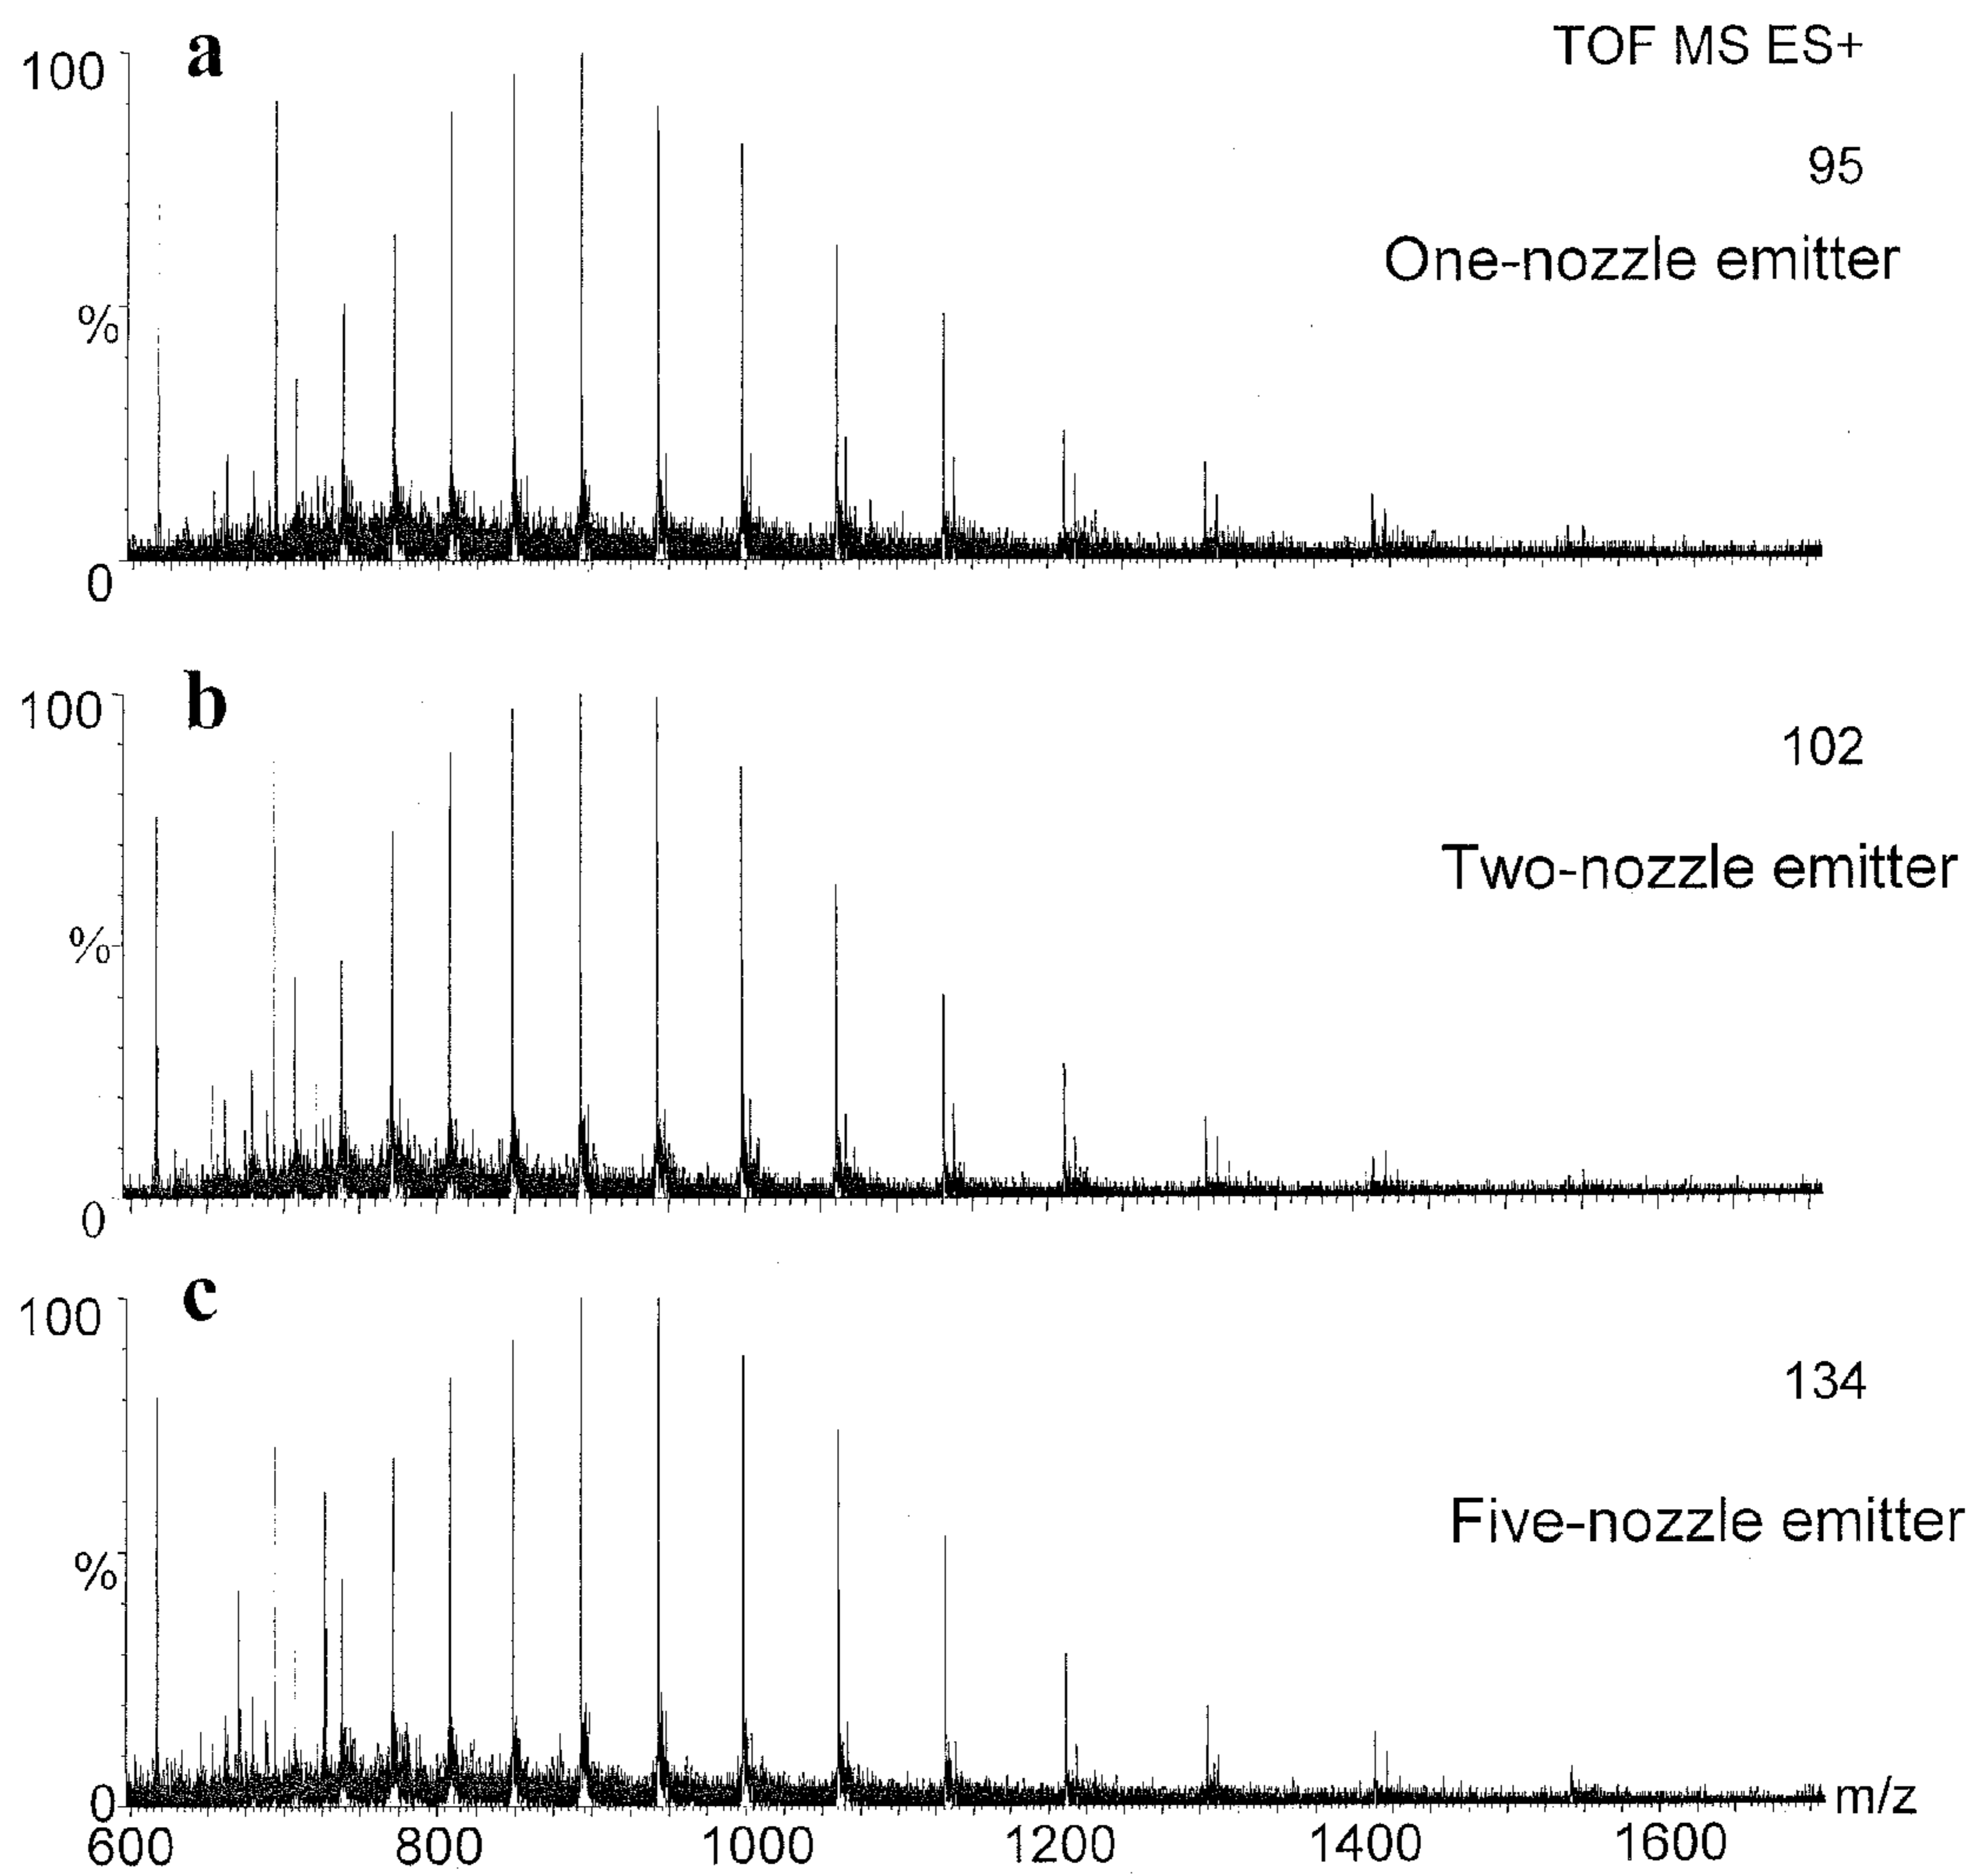 a
TOF MS ES+
100
95
One-nozzle emitter
%
0
b
100
102
Two-nozzle emitter
%
0
c
100
134
Five-nozzle emitter
%
0
m/z
600 800 1000 1200 1400 1600